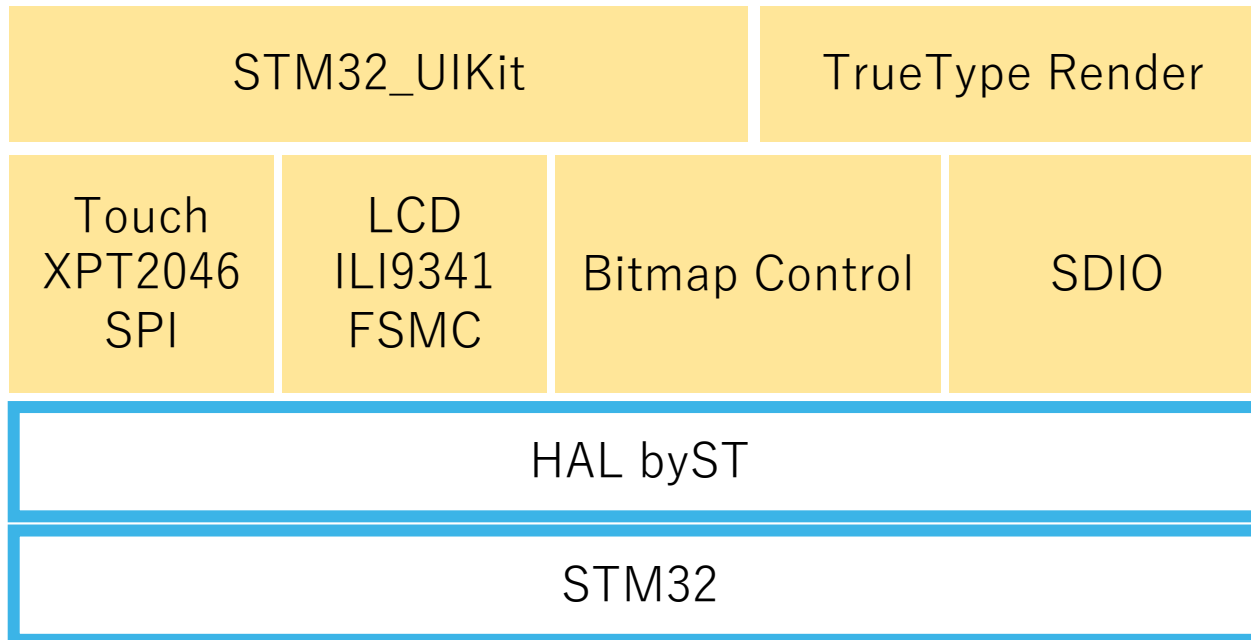 STM32_UIKit
TrueType Render
Touch
XPT2046
SPI
LCD
ILI9341
FSMC
Bitmap Control
SDIO
HAL byST
STM32